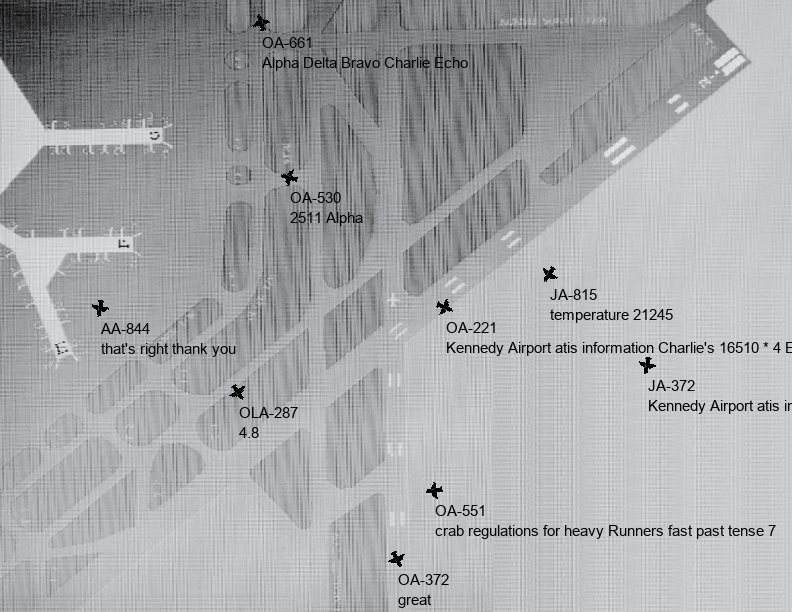 OA-661
Alpha Delta Bravo Charlie Echo
OA-530
2511 Alpha
JA-815
temperature 21245
AA-844
that's right thank you
OA-221
Kennedy Airport atis information Charlie's 16510 * 4 E
JA-372
Kennedy Airport atis in
OLA-287
4.8
OA-551
crab regulations for heavy Runners fast past tense 7
OA-372
great